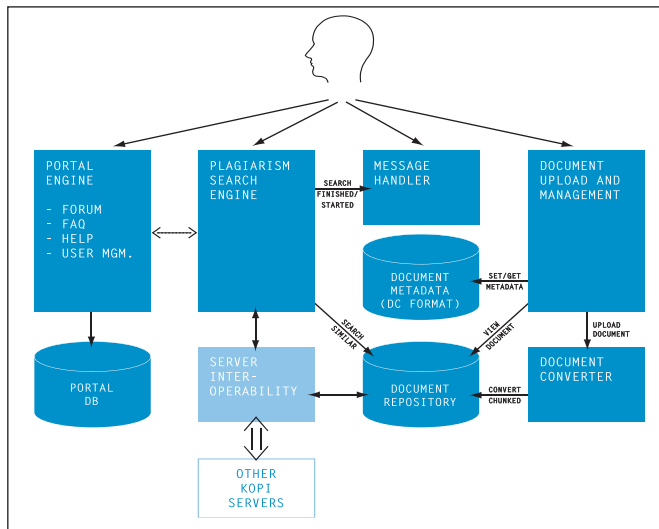 PORTAL
ENGINE
- FORUM
- FAQ
- HELP
- USER MGM.
PLAGIARISM
SEARCH
ENGINE
SEARCH
FINISHED/
STARTED
MESSAGE
HANDLER
DOCUMENT
UPLOAD AND
MANAGEMENT
DOCUMENT
METADATA
(DC FORMAT)
SET/GET
METADATA
SEARCH
SIMILAR
VIEW
DOCUMENT
UPLOAD
DOCUMENT
PORTAL
DB
SERVER
INTER-
OPERABILITY
DOCUMENT
REPOSITORY
CONVERT
CHUNKED
DOCUMENT
CONVERTER
OTHER
KOPI
SERVERS